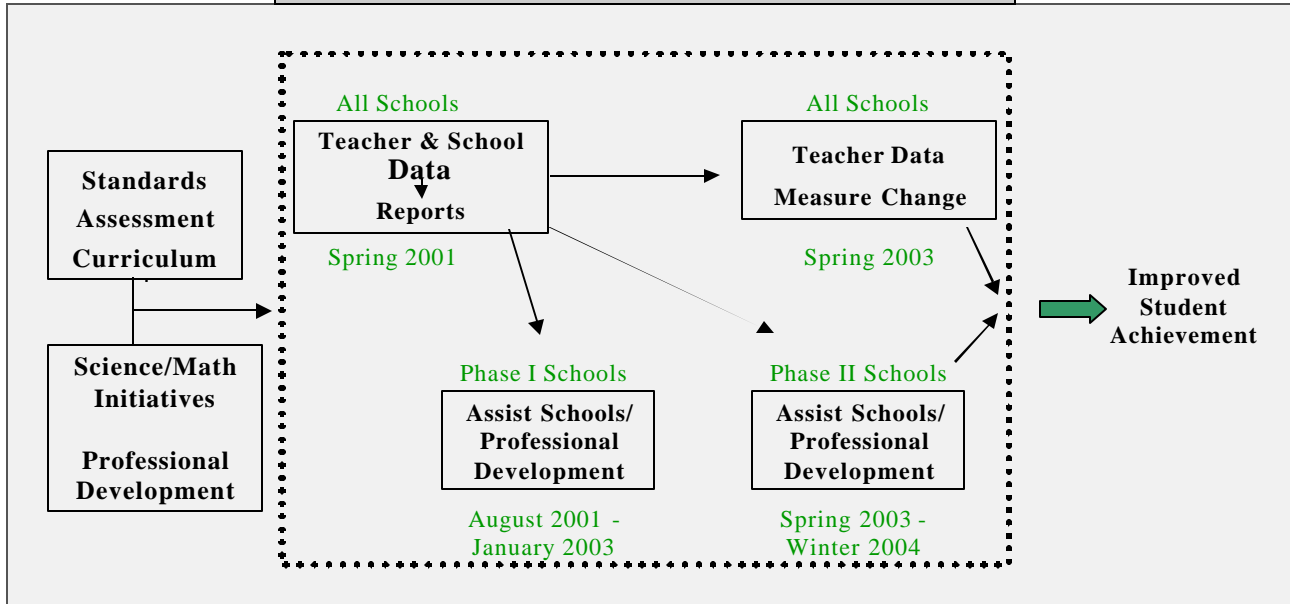 Standards
Assessment
Curriculum
Science/Math
Initiatives
Professional
Development
All Schools
Teacher & School
Data
Reports
Spring 2001
All Schools
Teacher Data
Measure Change
Spring 2003
Phase I Schools
Assist Schools/
Professional
Development
August 2001 -
January 2003
Phase II Schools
Assist Schools/
Professional
Development
Spring 2003 -
Winter 2004
Improved
Student
Achievement